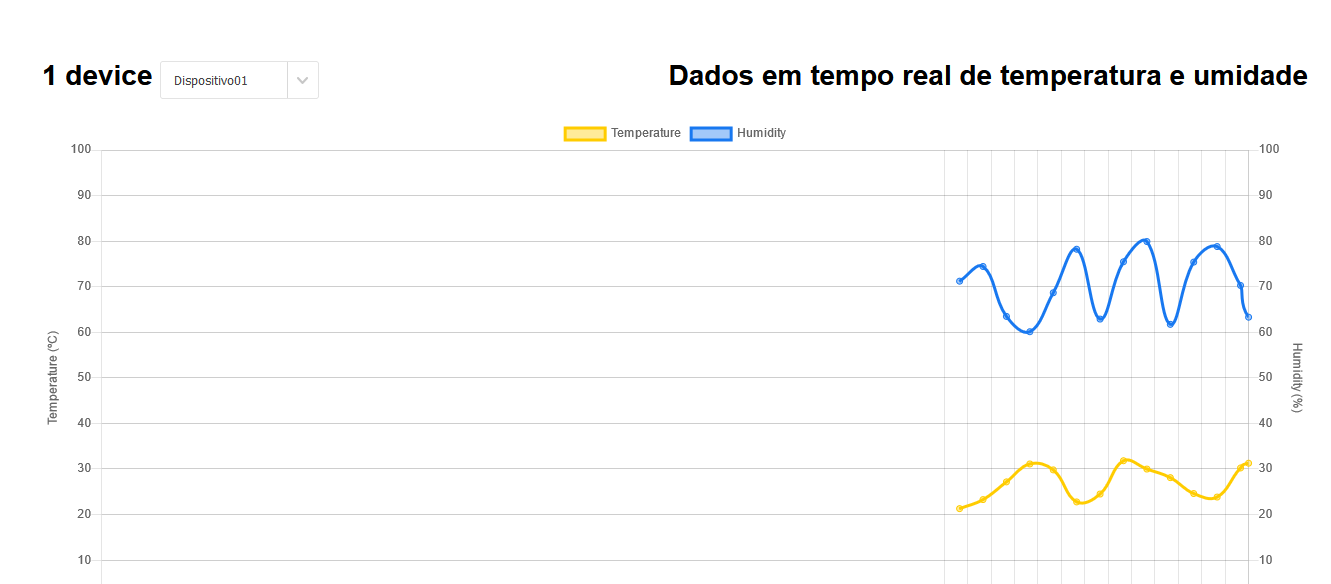 1 device Dispositivo01 Dados em tempo real de temperatura e umidade
Temperature Humidity
100 100
90 90
80 80
70 70
60 60
50 50
40 40
30 30
20 20
10 10
Temperature (ºC)
Humidity (%)